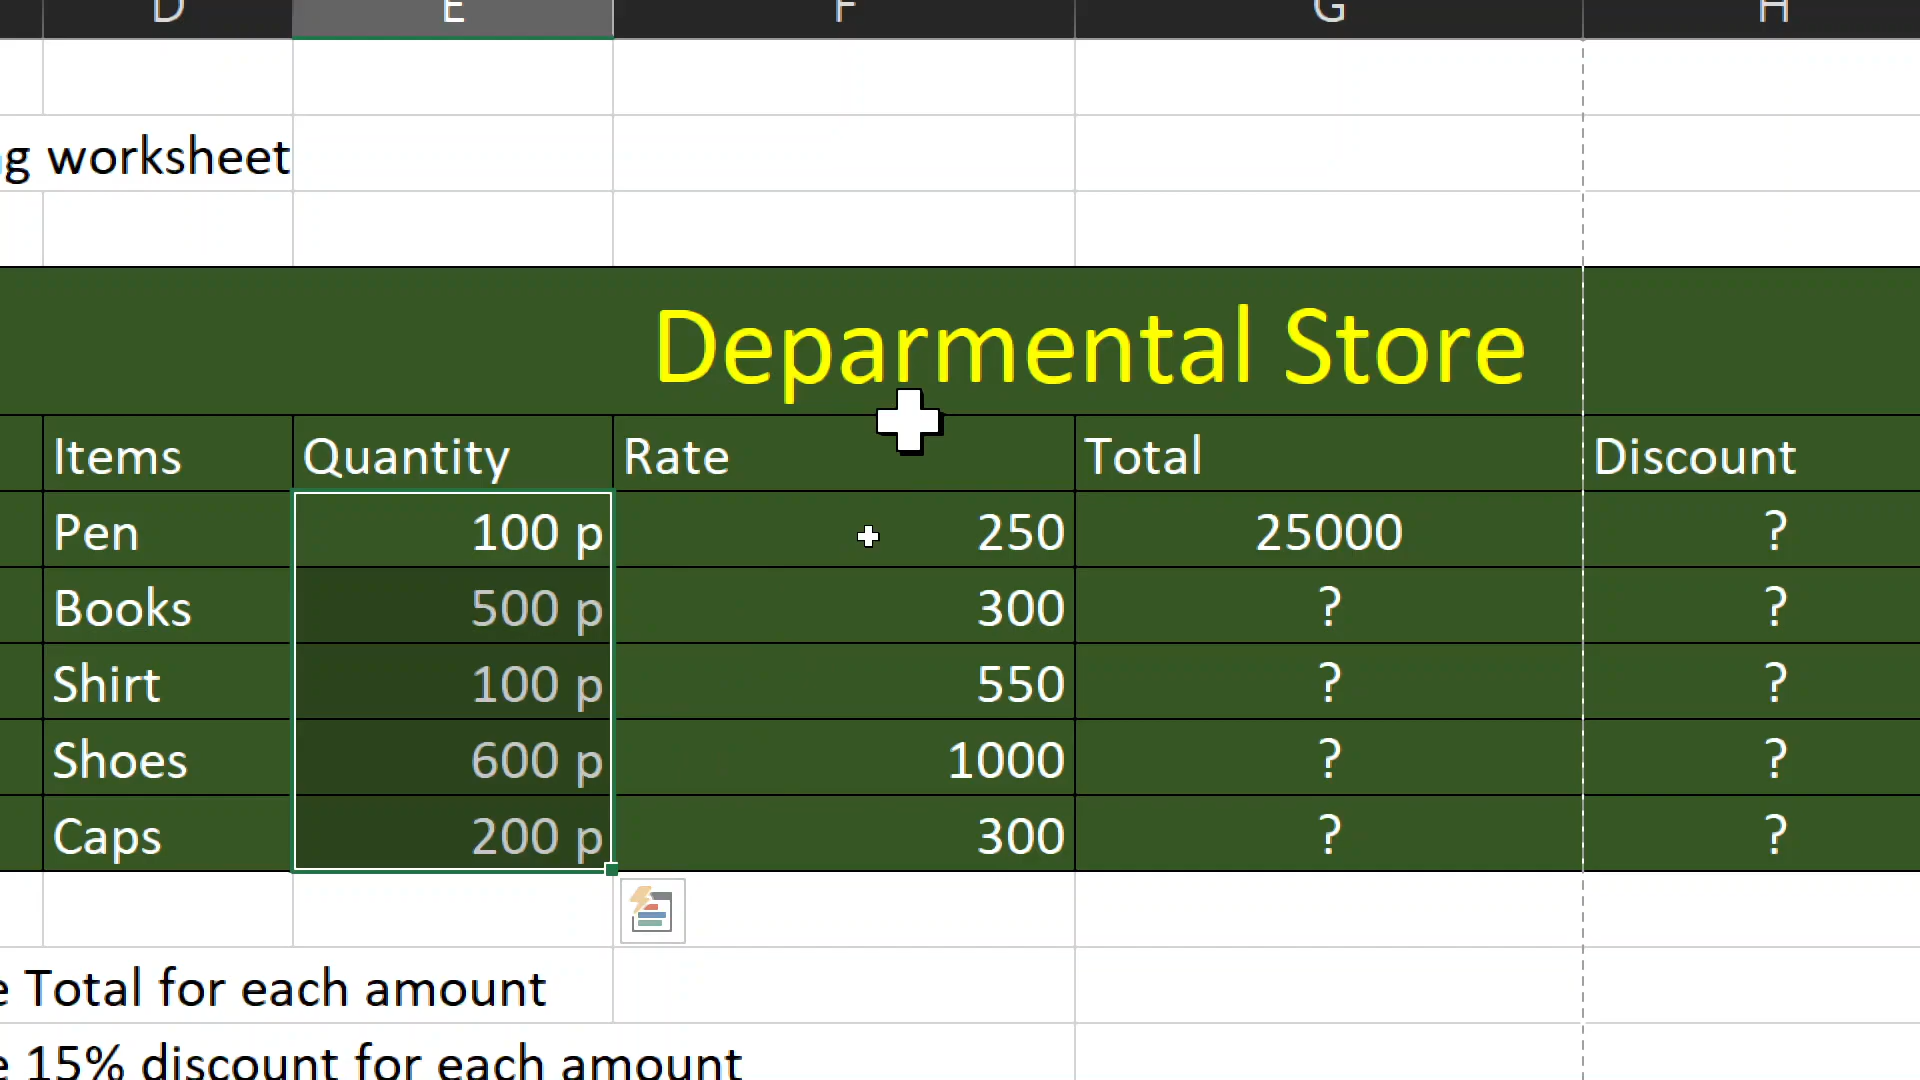 D E F G H
g worksheet
Deparmental Store
Items Quantity Rate Total Discount
Pen 100 p 250 25000 ?
Books 500 p 300 ? ?
Shirt 100 p 550 ? ?
Shoes 600 p 1000 ? ?
Caps 200 p 300 ? ?
e Total for each amount
e 15% discount for each amount